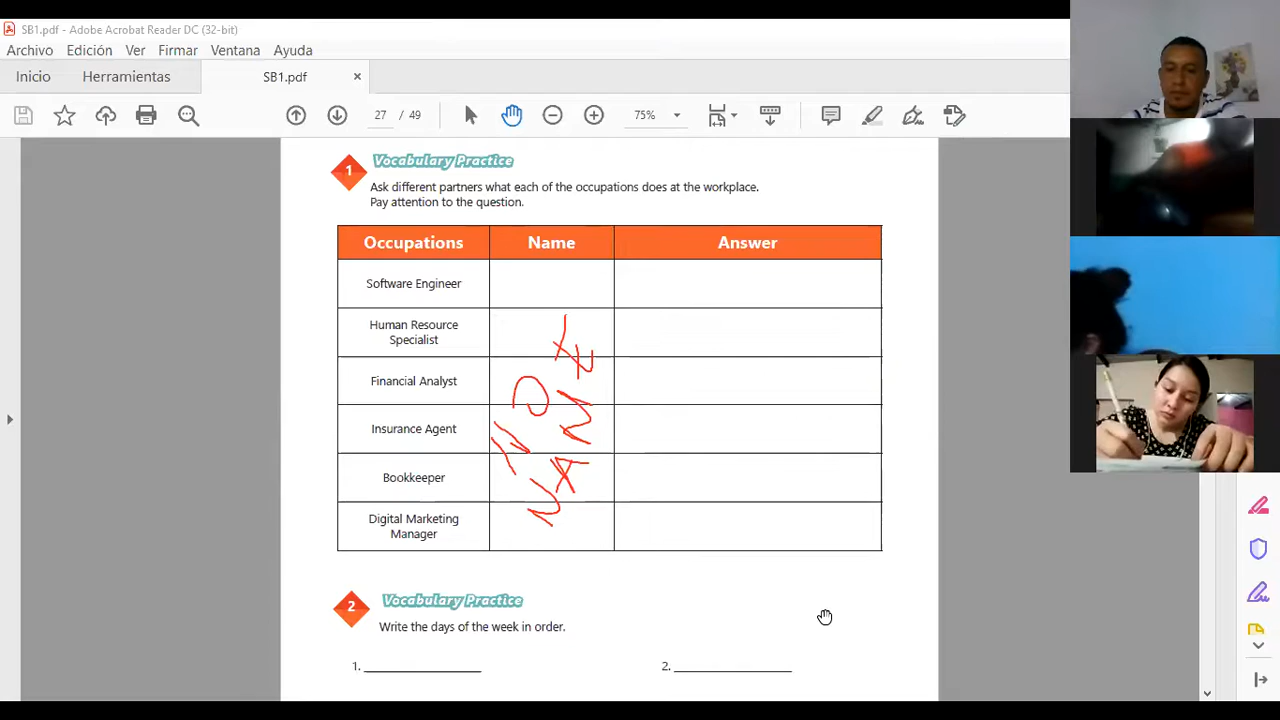 SB1.pdf - Adobe Acrobat Reader DC (32-bit)
Archivo Edición Ver Firmar Ventana Ayuda
Inicio Herramientas SB1.pdf ×
27 / 49 75%
1 Vocabulary Practice
Ask different partners what each of the occupations does at the workplace.
Pay attention to the question.
Occupations Name Answer
Software Engineer
Human Resource
Specialist
Financial Analyst
Insurance Agent
Bookkeeper
Digital Marketing
Manager
NOT
NAME
2 Vocabulary Practice
Write the days of the week in order.
1. 2.